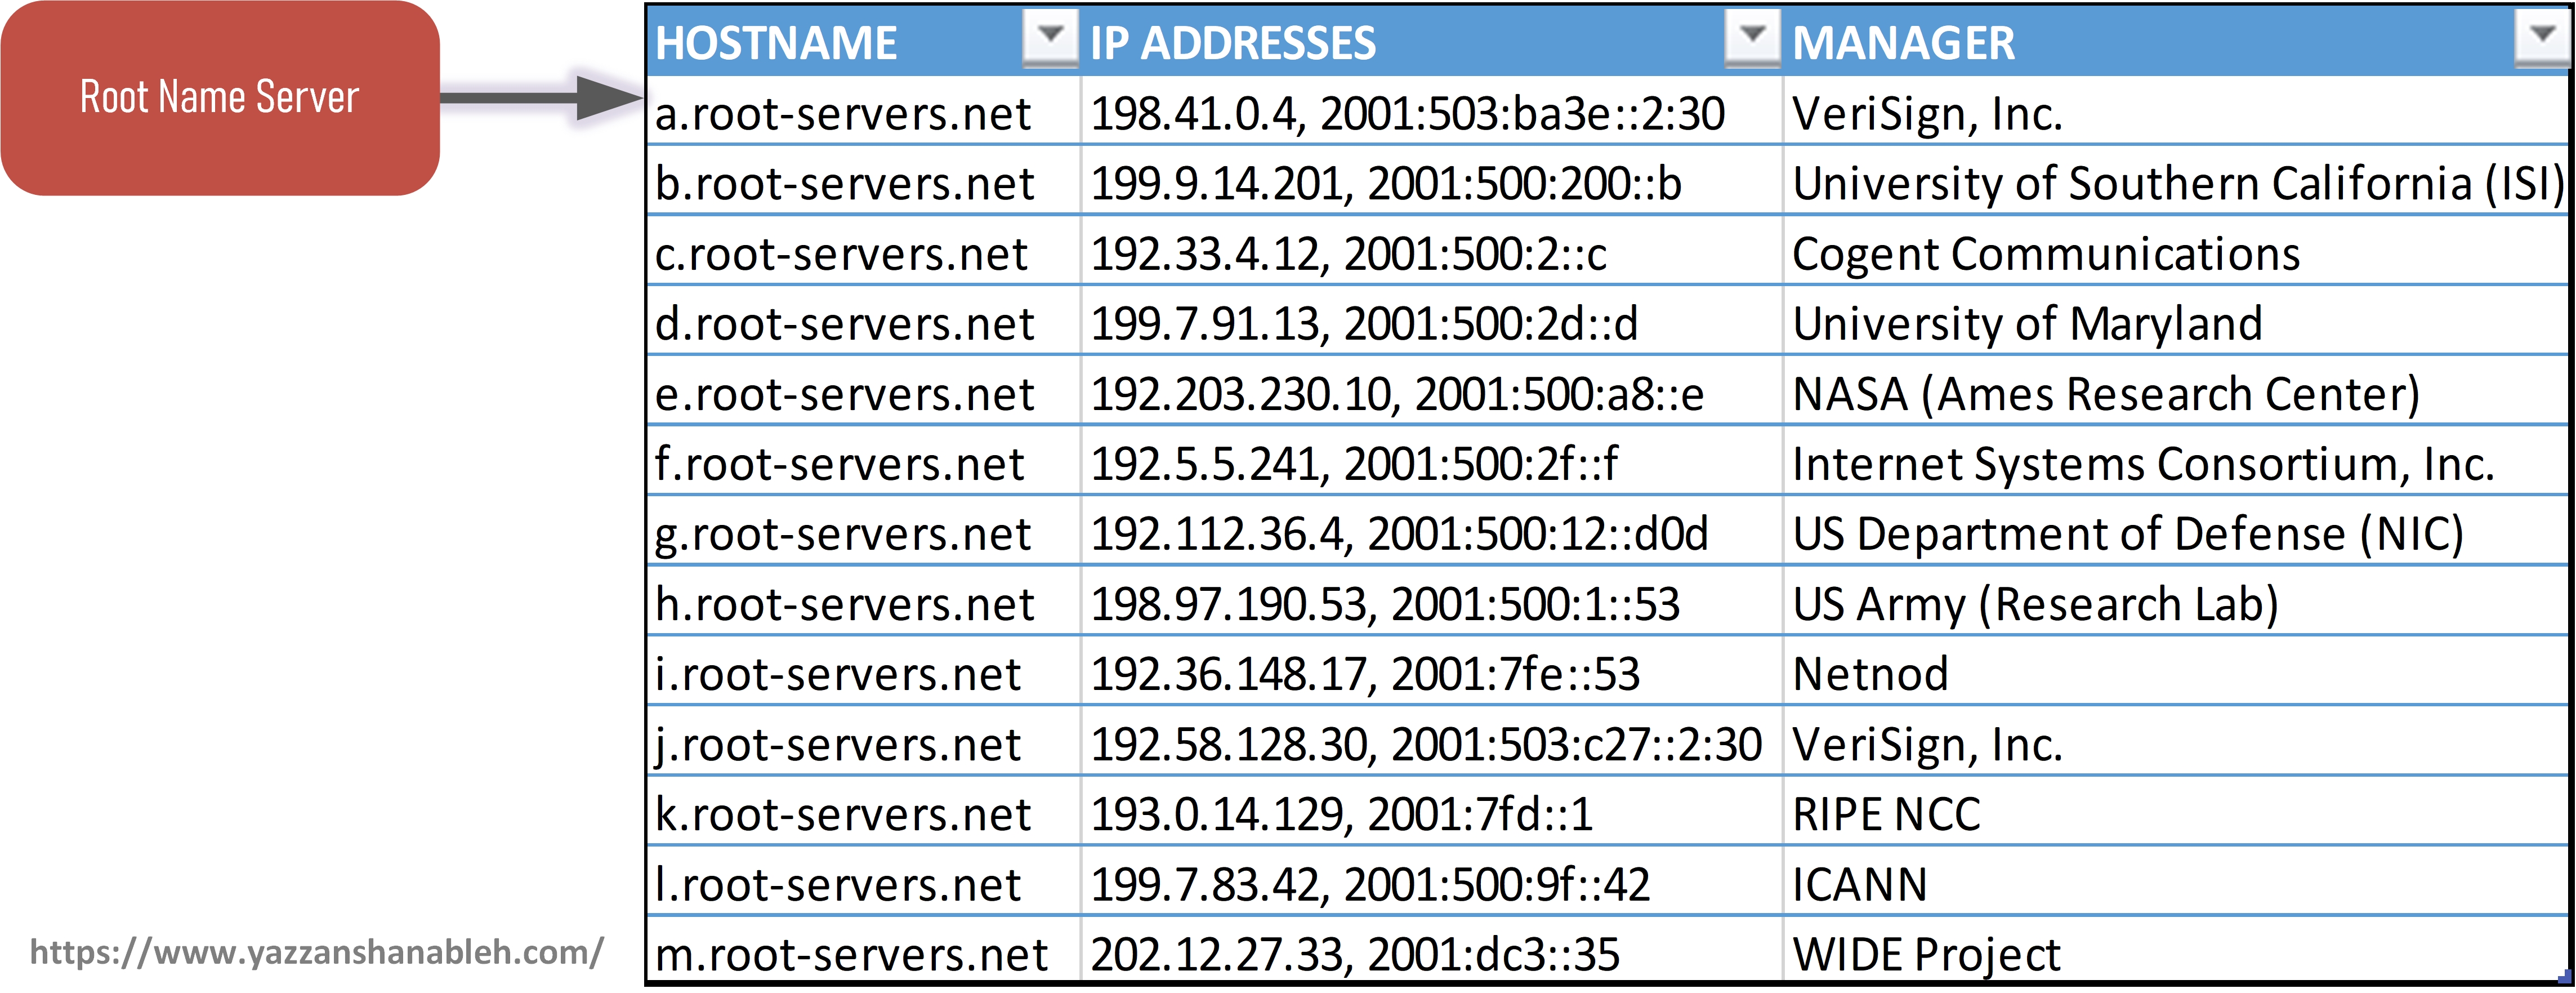 Root Name Server
HOSTNAME IP ADDRESSES MANAGER
a.root-servers.net 198.41.0.4, 2001:503:ba3e::2:30 VeriSign, Inc.
b.root-servers.net 199.9.14.201, 2001:500:200::b University of Southern California (ISI)
c.root-servers.net 192.33.4.12, 2001:500:2::c Cogent Communications
d.root-servers.net 199.7.91.13, 2001:500:2d::d University of Maryland
e.root-servers.net 192.203.230.10, 2001:500:a8::e NASA (Ames Research Center)
f.root-servers.net 192.5.5.241, 2001:500:2f::f Internet Systems Consortium, Inc.
g.root-servers.net 192.112.36.4, 2001:500:12::d0d US Department of Defense (NIC)
h.root-servers.net 198.97.190.53, 2001:500:1::53 US Army (Research Lab)
i.root-servers.net 192.36.148.17, 2001:7fe::53 Netnod
j.root-servers.net 192.58.128.30, 2001:503:c27::2:30 VeriSign, Inc.
k.root-servers.net 193.0.14.129, 2001:7fd::1 RIPE NCC
l.root-servers.net 199.7.83.42, 2001:500:9f::42 ICANN
m.root-servers.net 202.12.27.33, 2001:dc3::35 WIDE Project
https://www.yazzanshanableh.com/